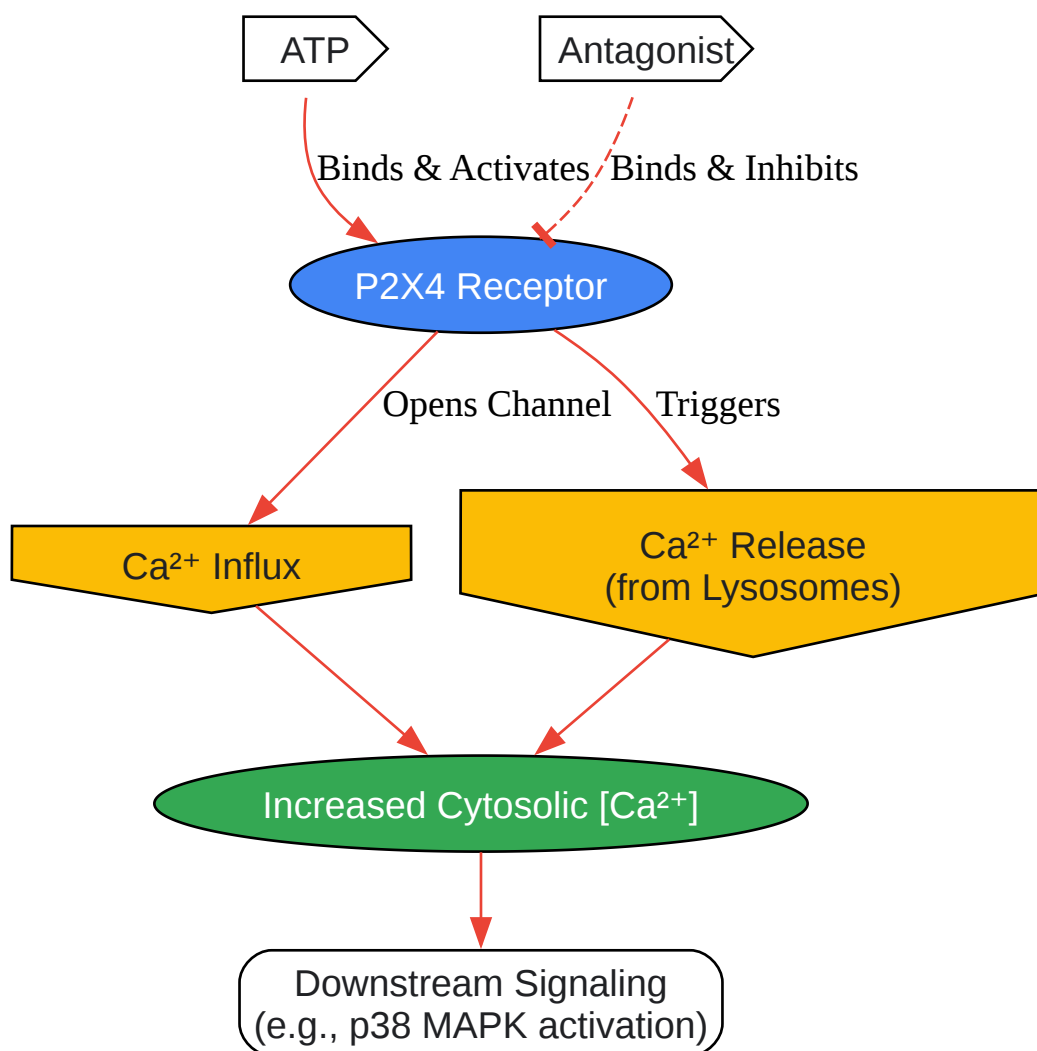 ATP
Antagonist
Binds & Activates
Binds & Inhibits
P2X4 Receptor
Opens Channel
Triggers
Ca²⁺ Influx
Ca²⁺ Release
(from Lysosomes)
Increased Cytosolic [Ca²⁺]
Downstream Signaling
(e.g., p38 MAPK activation)